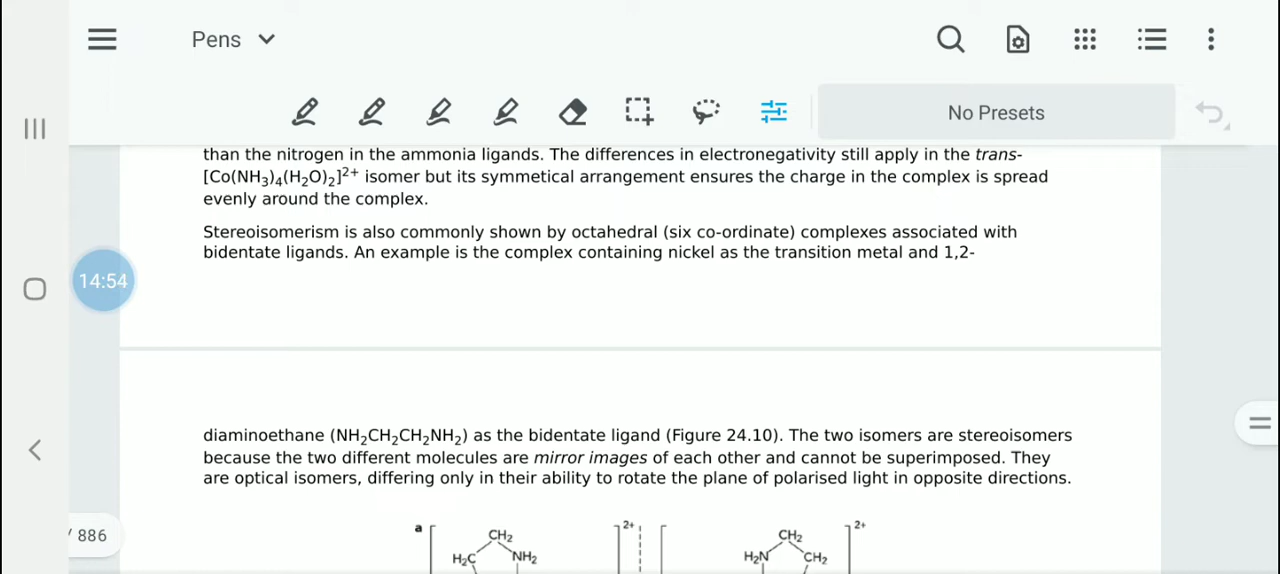 Pens
No Presets
than the nitrogen in the ammonia ligands. The differences in electronegativity still apply in the trans-
[Co(NH₃)₄(H₂O)₂]²⁺ isomer but its symmetical arrangement ensures the charge in the complex is spread
evenly around the complex.
Stereoisomerism is also commonly shown by octahedral (six co-ordinate) complexes associated with
bidentate ligands. An example is the complex containing nickel as the transition metal and 1,2-
14:54
diaminoethane (NH₂CH₂CH₂NH₂) as the bidentate ligand (Figure 24.10). The two isomers are stereoisomers
because the two different molecules are mirror images of each other and cannot be superimposed. They
are optical isomers, differing only in their ability to rotate the plane of polarised light in opposite directions.
/ 886
a 2+ 2+
CH₂ CH₂
H₂C NH₂ H₂N CH₂